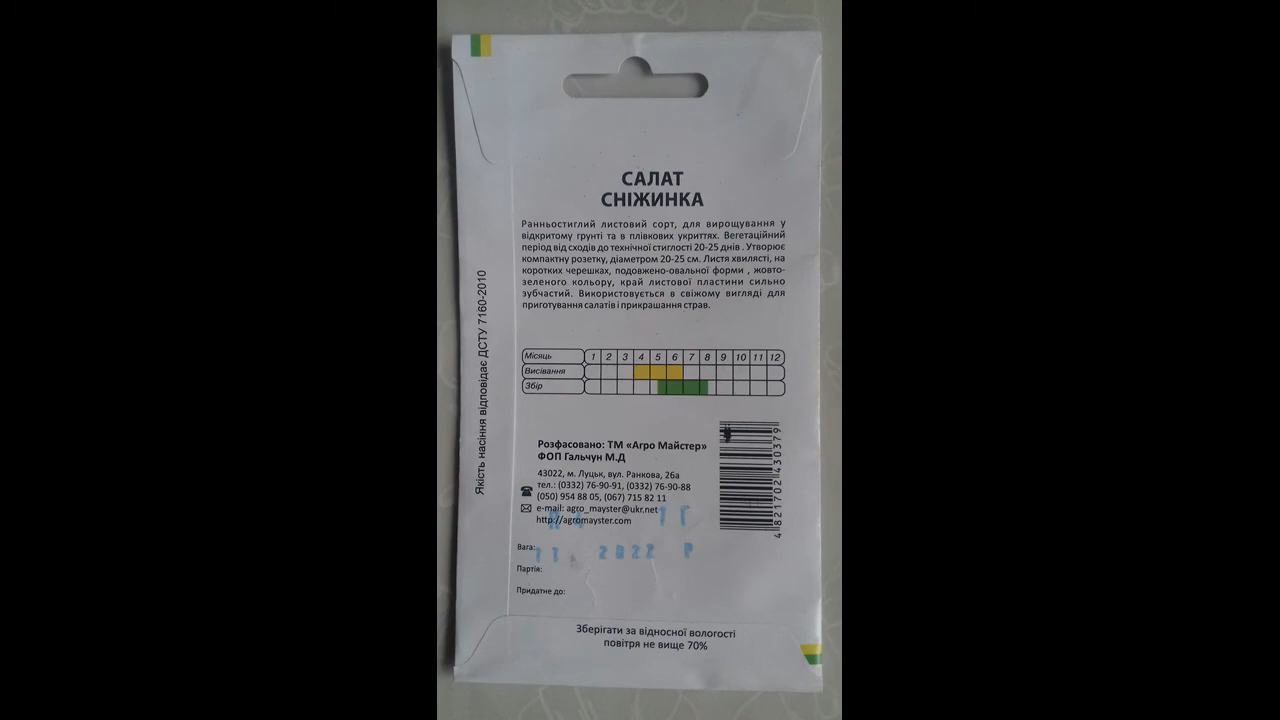 САЛАТ
СНІЖИНКА
Ранньостиглий листовий сорт, для вирощування у
відкритому грунті та в плівкових укриттях. Вегетаційний
період від сходів до технічної стиглості 20-25 днів . Утворює
компактну розетку, діаметром 20-25 см. Листя хвилясті, на
коротких черешках, подовжено-овальної форми , жовто-
зеленого кольору, край листової пластини сильно
зубчастий. Використовується в свіжому вигляді для
приготування салатів і прикрашання страв.
Якість насіння відповідає ДСТУ 7160-2010
Місяць 1 2 3 4 5 6 7 8 9 10 11 12
Висівання
Збір
Розфасовано: ТМ «Агро Майстер»
ФОП Гальчун М.Д
43022, м. Луцьк, вул. Ранкова, 26а
тел.: (0332) 76-90-91, (0332) 76-90-88
(050) 954 88 05, (067) 715 82 11
e-mail: agro_mayster@ukr.net
http://agromayster.com
4 821702 430379
1 Г
Вага:
11 2022 Р
Партія:
Придатне до:
Зберігати за відносної вологості
повітря не вище 70%